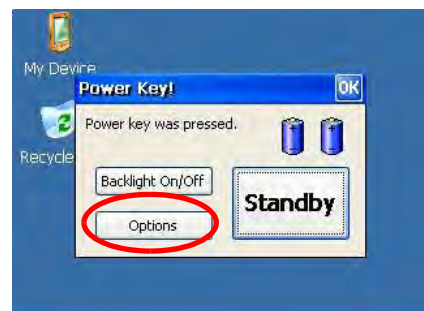 My Device
Power Key!
OK
Power key was pressed.
Recycle
Backlight On/Off
Standby
Options